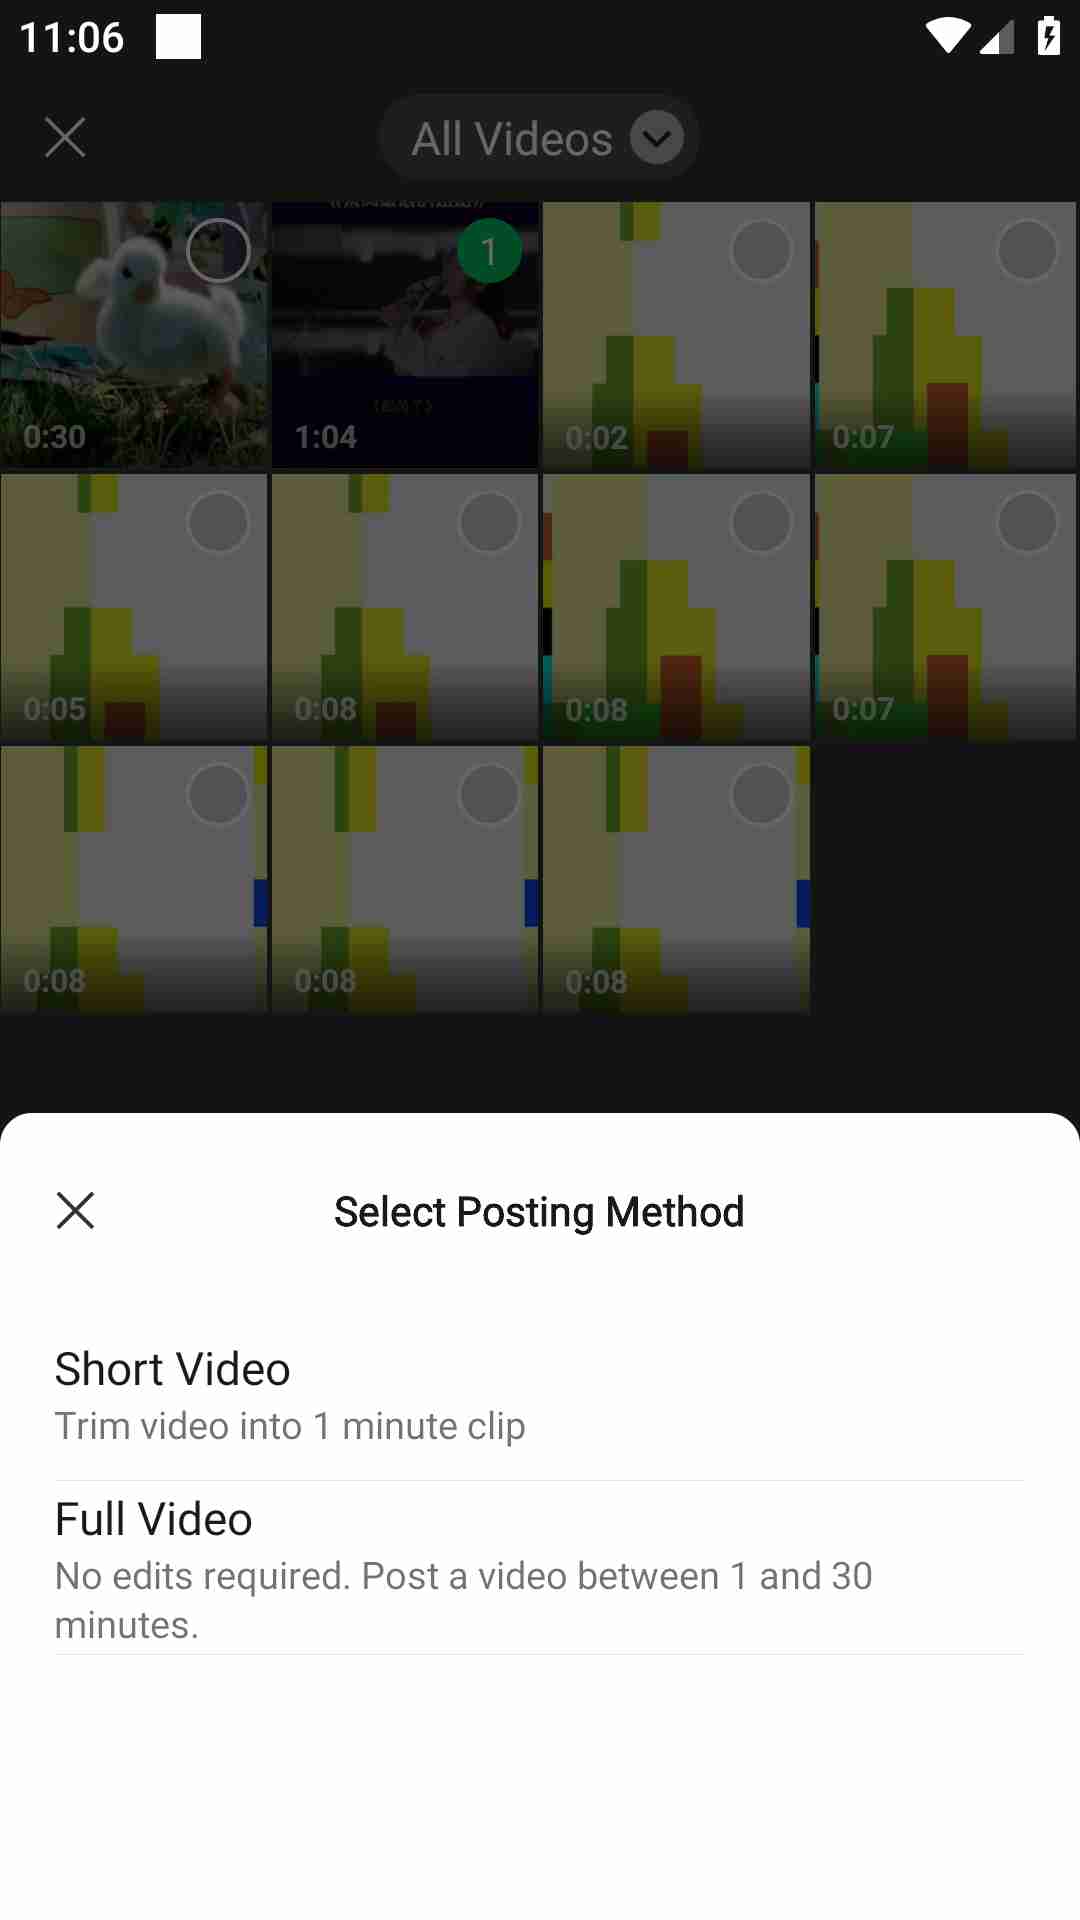 11:06
All Videos
1
0:30
1:04
0:02
0:07
0:05
0:08
0:08
0:07
0:08
0:08
0:08
Select Posting Method
Short Video
Trim video into 1 minute clip
Full Video
No edits required. Post a video between 1 and 30
minutes.